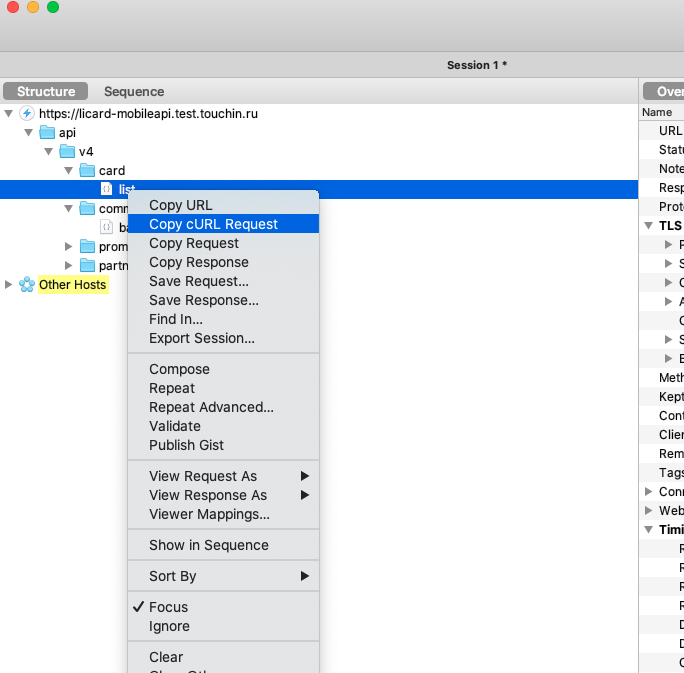 Session 1 *
Structure
Sequence
Over
https://licard-mobileapi.test.touchin.ru
api
v4
card
list
comm
ba
prom
partn
Other Hosts
Copy URL
Copy cURL Request
Copy Request
Copy Response
Save Request...
Save Response...
Find In...
Export Session...
Compose
Repeat
Repeat Advanced...
Validate
Publish Gist
View Request As
View Response As
Viewer Mappings...
Show in Sequence
Sort By
Focus
Ignore
Clear
Name
URL
Statu
Note
Resp
Proto
TLS
P
S
C
A
C
S
E
Meth
Kept
Cont
Clien
Rem
Tags
Conn
Web
Timi
R
R
R
R
D
D
C